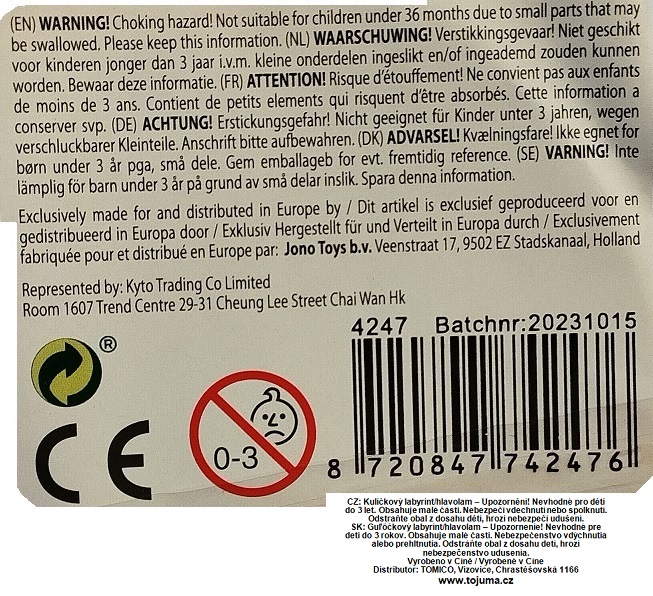 (EN) WARNING! Choking hazard! Not suitable for children under 36 months due to small parts that may
be swallowed. Please keep this information. (NL) WAARSCHUWING! Verstikkingsgevaar! Niet geschikt
voor kinderen jonger dan 3 jaar i.v.m. kleine onderdelen ingeslikt en/of ingeademd zouden kunnen
worden. Bewaar deze informatie. (FR) ATTENTION! Risque d'étouffement! Ne convient pas aux enfants
de moins de 3 ans. Contient de petits elements qui risquent d'être absorbés. Cette information a
conserver svp. (DE) ACHTUNG! Erstickungsgefahr! Nicht geeignet für Kinder unter 3 jahren, wegen
verschluckbarer Kleinteile. Anschrift bitte aufbewahren. (DK) ADVARSEL! Kvælningsfare! Ikke egnet for
børn under 3 år pga, små dele. Gem emballageb for evt. fremtidig reference. (SE) VARNING! Inte
lämplig för barn under 3 år på grund av små delar inslik. Spara denna information.
Exclusively made for and distributed in Europe by / Dit artikel is exclusief geproduceerd voor en
gedistribueerd in Europa door / Exklusiv Hergestellt für und Verteilt in Europa durch / Exclusivement
fabriquée pour et distribué en Europe par: Jono Toys b.v. Veenstraat 17, 9502 EZ Stadskanaal, Holland
Represented by: Kyto Trading Co Limited
Room 1607 Trend Centre 29-31 Cheung Lee Street Chai Wan Hk
4247 Batchnr:20231015
®
CE
0-3
8 720847 742476
CZ: Kuličkový labyrint/hlavolam – Upozornění! Nevhodné pro děti
do 3 let. Obsahuje malé části. Nebezpečí vdechnutí nebo spolknutí.
Odstraňte obal z dosahu dětí, hrozí nebezpečí udušení.
SK: Guľôčkový labyrint/hlavolam – Upozornenie! Nevhodné pre
deti do 3 rokov. Obsahuje malé časti. Nebezpečenstvo vdýchnutia
alebo prehltnutia. Odstráňte obal z dosahu detí, hrozí
nebezpečenstvo udusenia.
Vyrobeno v Číně / Vyrobené v Číne
Distributor: TOMICO, Vizovice, Chrastěšovská 1166
www.tojuma.cz